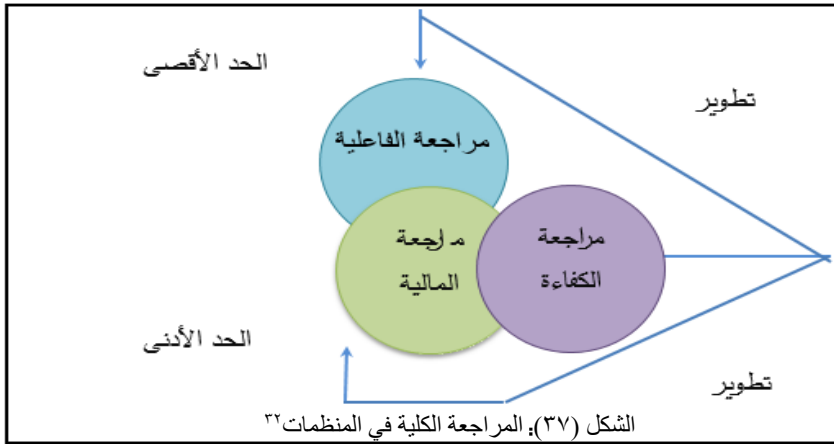 الحد الأقصى
تطوير
مراجعة الفاعلية
مراجعة
الكفاءة
مراجعة
المالية
الحد الأدنى
تطوير
الشكل (٣٧): المراجعة الكلية في المنظمات٣٢